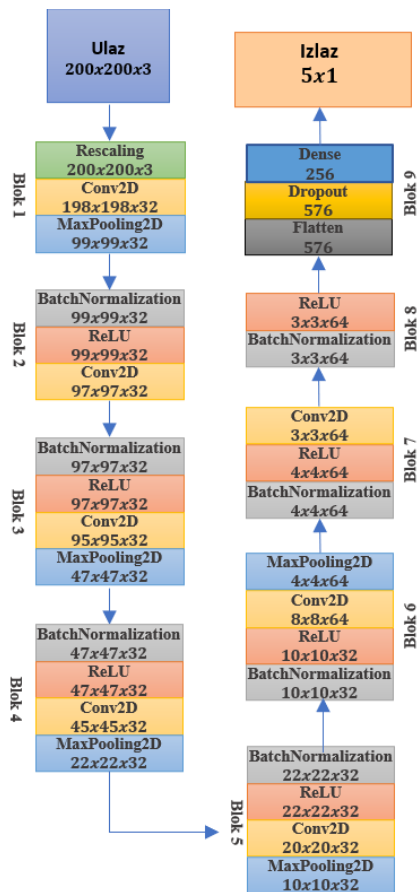 Ulaz
200x200x3
Blok 1
Rescaling
200x200x3
Conv2D
198x198x32
MaxPooling2D
99x99x32
Blok 2
BatchNormalization
99x99x32
ReLU
99x99x32
Conv2D
97x97x32
Blok 3
BatchNormalization
97x97x32
ReLU
97x97x32
Conv2D
95x95x32
MaxPooling2D
47x47x32
Blok 4
BatchNormalization
47x47x32
ReLU
47x47x32
Conv2D
45x45x32
MaxPooling2D
22x22x32
Blok 5
BatchNormalization
22x22x32
ReLU
22x22x32
Conv2D
20x20x32
MaxPooling2D
10x10x32
Blok 6
MaxPooling2D
4x4x64
Conv2D
8x8x64
ReLU
10x10x32
BatchNormalization
10x10x32
Blok 7
Conv2D
3x3x64
ReLU
4x4x64
BatchNormalization
4x4x64
Blok 8
ReLU
3x3x64
BatchNormalization
3x3x64
Blok 9
Dense
256
Dropout
576
Flatten
576
Izlaz
5x1